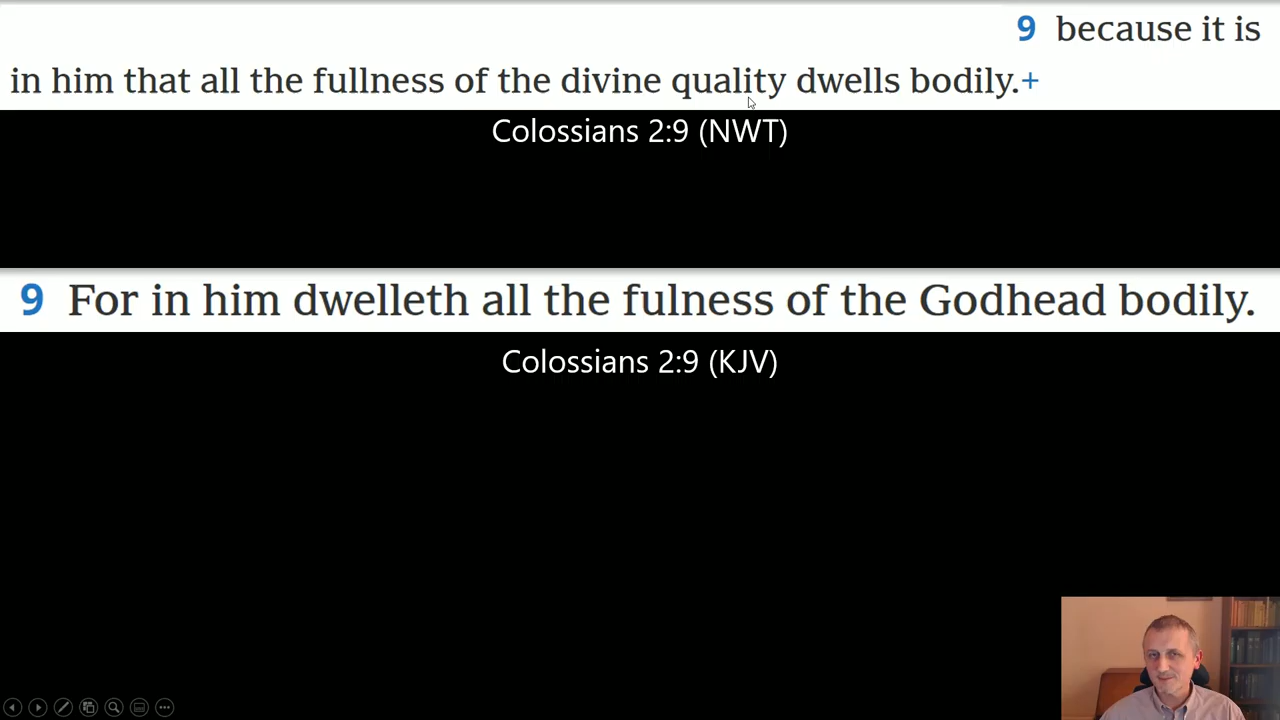 9 because it is
in him that all the fullness of the divine quality dwells bodily.+
Colossians 2:9 (NWT)
9 For in him dwelleth all the fulness of the Godhead bodily.
Colossians 2:9 (KJV)